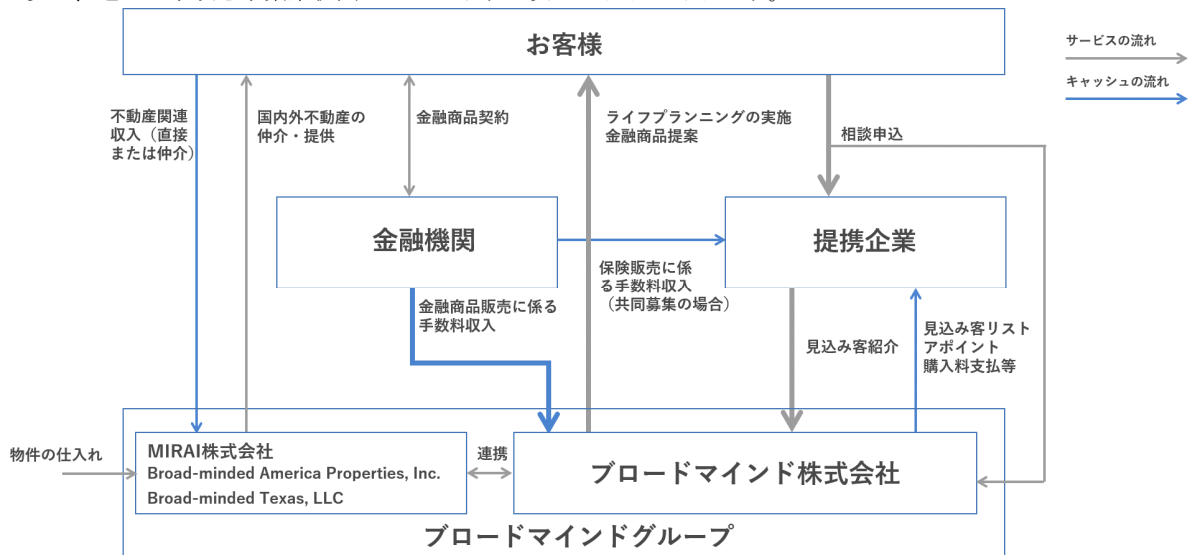 お客様
サービスの流れ
キャッシュの流れ
不動産関連
収入（直接
または仲介）
国内外不動産の
仲介・提供
金融商品契約
ライフプランニングの実施
金融商品提案
相談申込
金融機関
提携企業
保険販売に係
る手数料収入
（共同募集の場合）
金融商品販売に係る
手数料収入
見込み客紹介
見込み客リスト
アポイント
購入料支払等
物件の仕入れ
MIRAI株式会社
Broad-minded America Properties, Inc.
Broad-minded Texas, LLC
連携
ブロードマインド株式会社
ブロードマインドグループ